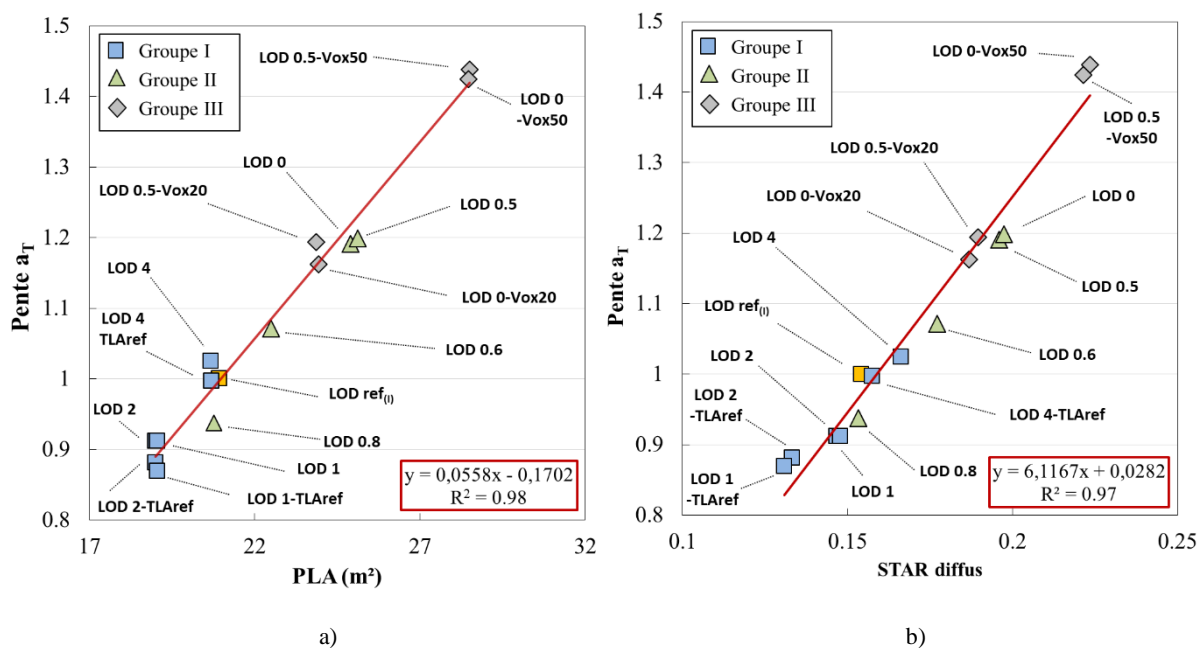 1.5
1.4
1.3
1.2
1.1
1
0.9
0.8
Pente aT
Groupe I
Groupe II
Groupe III
LOD 0.5-Vox50
LOD 0
-Vox50
LOD 0
LOD 0.5-Vox20
LOD 0.5
LOD 4
LOD 0-Vox20
LOD 4
TLAref
LOD 0.6
LOD ref(I)
LOD 2
LOD 0.8
LOD 1
LOD 2-TLAref
LOD 1-TLAref
y = 0,0558x - 0,1702
R² = 0.98
17
22
27
32
PLA (m²)
a)
1.5
1.4
1.3
1.2
1.1
1
0.9
0.8
Pente aT
Groupe I
Groupe II
Groupe III
LOD 0-Vox50
LOD 0.5
-Vox50
LOD 0.5-Vox20
LOD 0-Vox20
LOD 0
LOD 4
LOD 0.5
LOD ref(I)
LOD 2
LOD 0.6
LOD 2
-TLAref
LOD 4-TLAref
LOD 0.8
LOD 1
-TLAref
LOD 1
y = 6,1167x + 0,0282
R² = 0.97
0.1
0.15
0.2
0.25
STAR diffus
b)